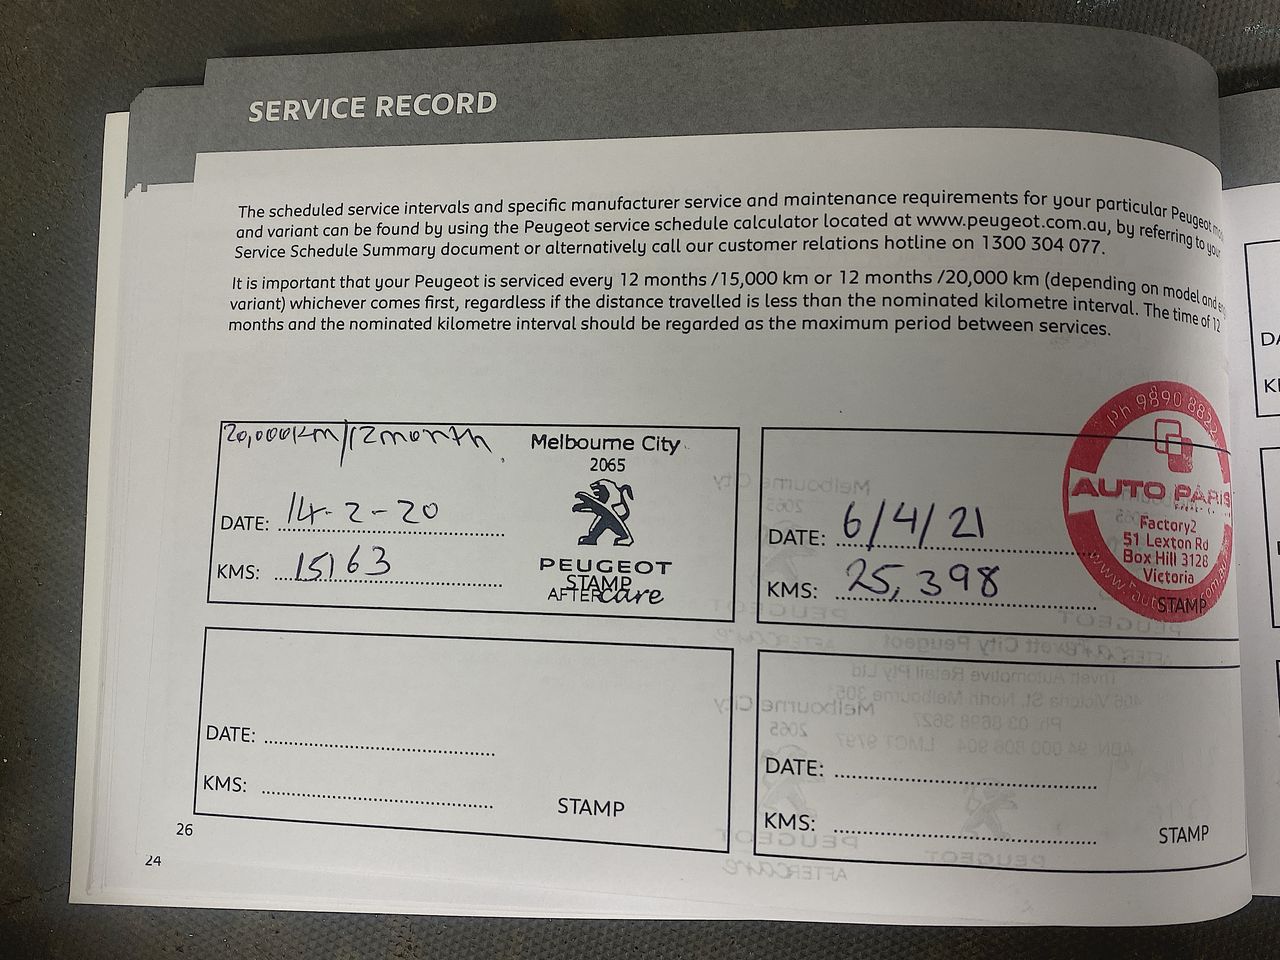 SERVICE RECORD
The scheduled service intervals and specific manufacturer service and maintenance requirements for your particular Peugeot
and variant can be found by using the Peugeot service schedule calculator located at www.peugeot.com.au, by referring to your
Service Schedule Summary document or alternatively call our customer relations hotline on 1300 304 077.
It is important that your Peugeot is serviced every 12 months /15,000 km or 12 months /20,000 km (depending on model and
variant) whichever comes first, regardless if the distance travelled is less than the nominated kilometre interval. The time of 12
months and the nominated kilometre interval should be regarded as the maximum period between services.
20,000Km/12month
Melbourne City
2065
DATE: 14-2-20
KMS: 15163
PEUGEOT
STAMP
AFTERCare
DATE: 6/4/21
KMS: 25,398
Ph 9890 8822
AUTO PARIS
Factory2
51 Lexton Rd
Box Hill 3128
Victoria
STAMP
DATE:
KMS:
STAMP
DATE:
KMS:
STAMP
26
24